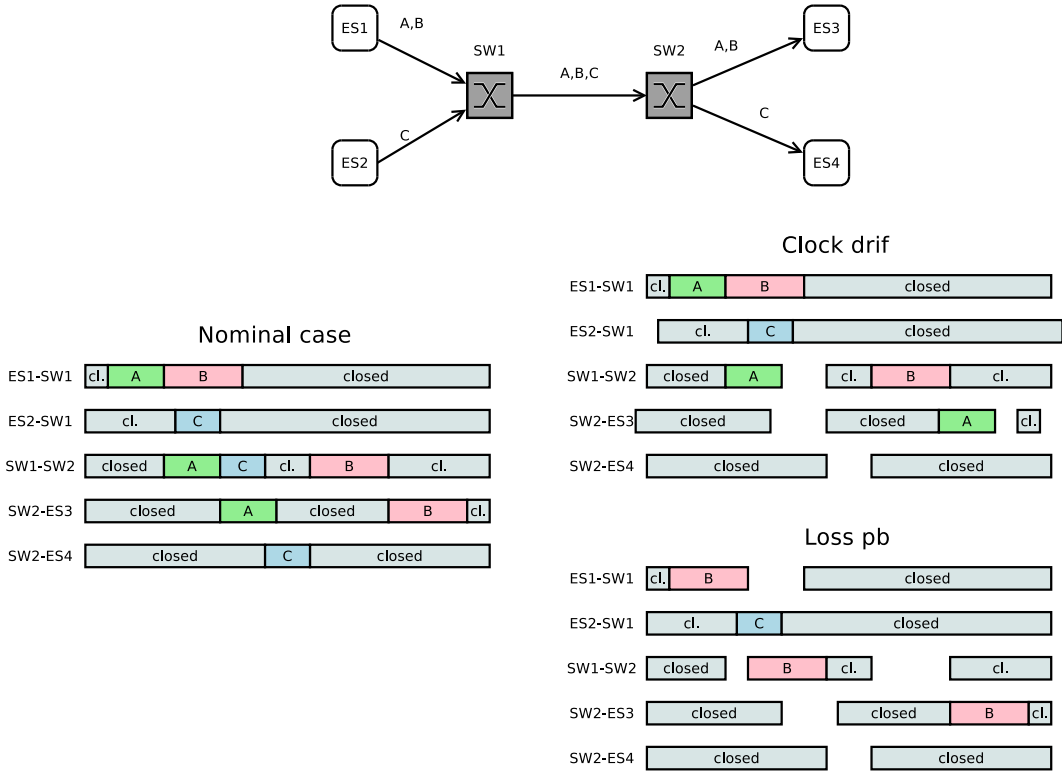 ES1
A,B
SW1
SW2
A,B
ES3
A,B,C
C
C
ES2
ES4
Nominal case
ES1-SW1 cl. A B closed
ES2-SW1 cl. C closed
SW1-SW2 closed A C cl. B cl.
SW2-ES3 closed A closed B cl.
SW2-ES4 closed C closed
Clock drif
ES1-SW1 cl. A B closed
ES2-SW1 cl. C closed
SW1-SW2 closed A cl. B cl.
SW2-ES3 closed closed A cl.
SW2-ES4 closed closed
Loss pb
ES1-SW1 cl. B closed
ES2-SW1 cl. C closed
SW1-SW2 closed B cl. cl.
SW2-ES3 closed closed B cl.
SW2-ES4 closed closed